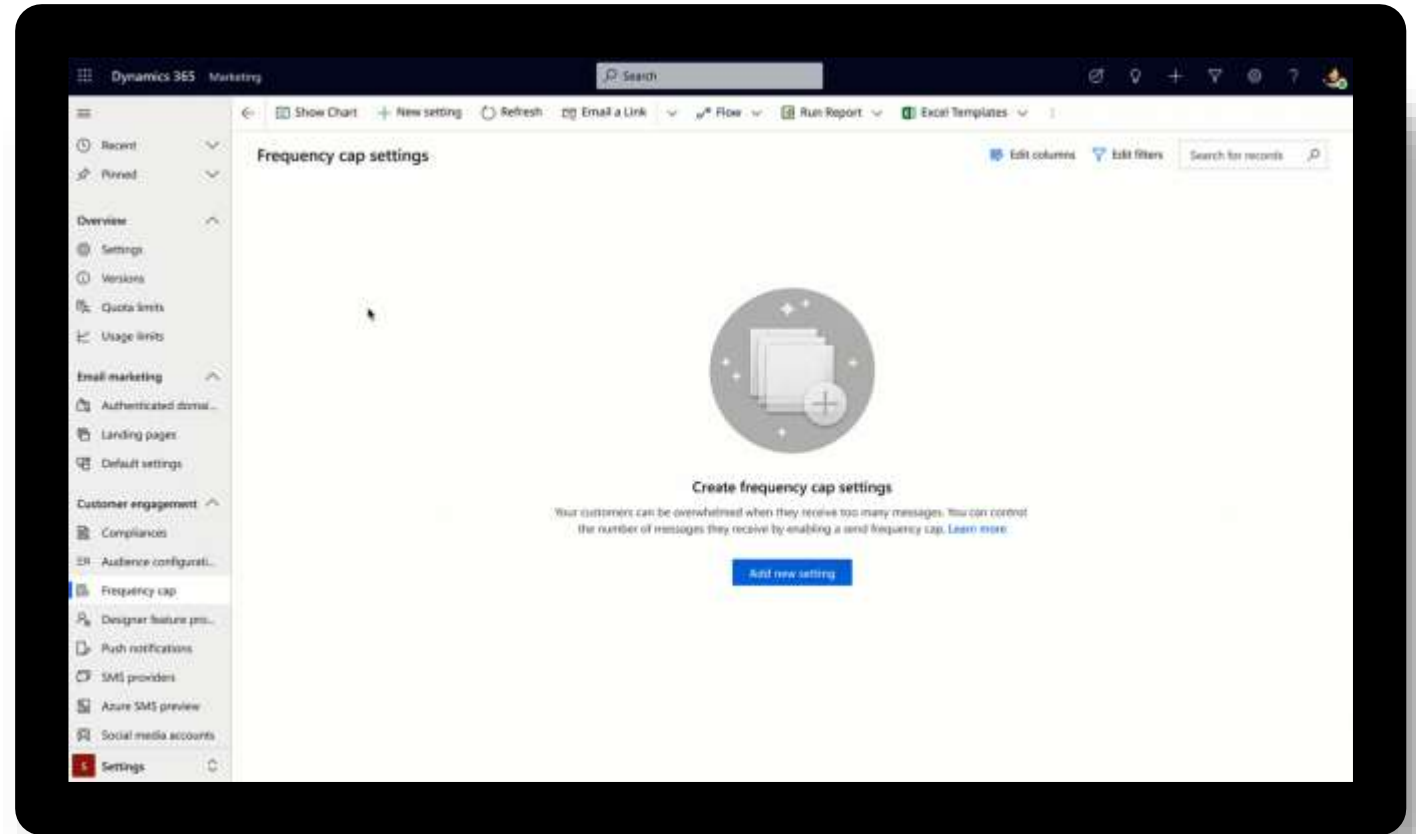 Dynamics 365 Marketing
Search
Show Chart
New setting
Refresh
Email a Link
Flow
Run Report
Excel Templates
Recent
Pinned
Overview
Settings
Versions
Quota limits
Usage limits
Email marketing
Authenticated domai...
Landing pages
Default settings
Customer engagement
Compliances
Audience configurati...
Frequency cap
Designer feature pro...
Push notifications
SMS providers
Azure SMS preview
Social media accounts
S Settings
Frequency cap settings
Edit columns
Edit filters
Search for records
Create frequency cap settings
Your customers can be overwhelmed when they receive too many messages. You can control
the number of messages they receive by enabling a send frequency cap. Learn more
Add new setting